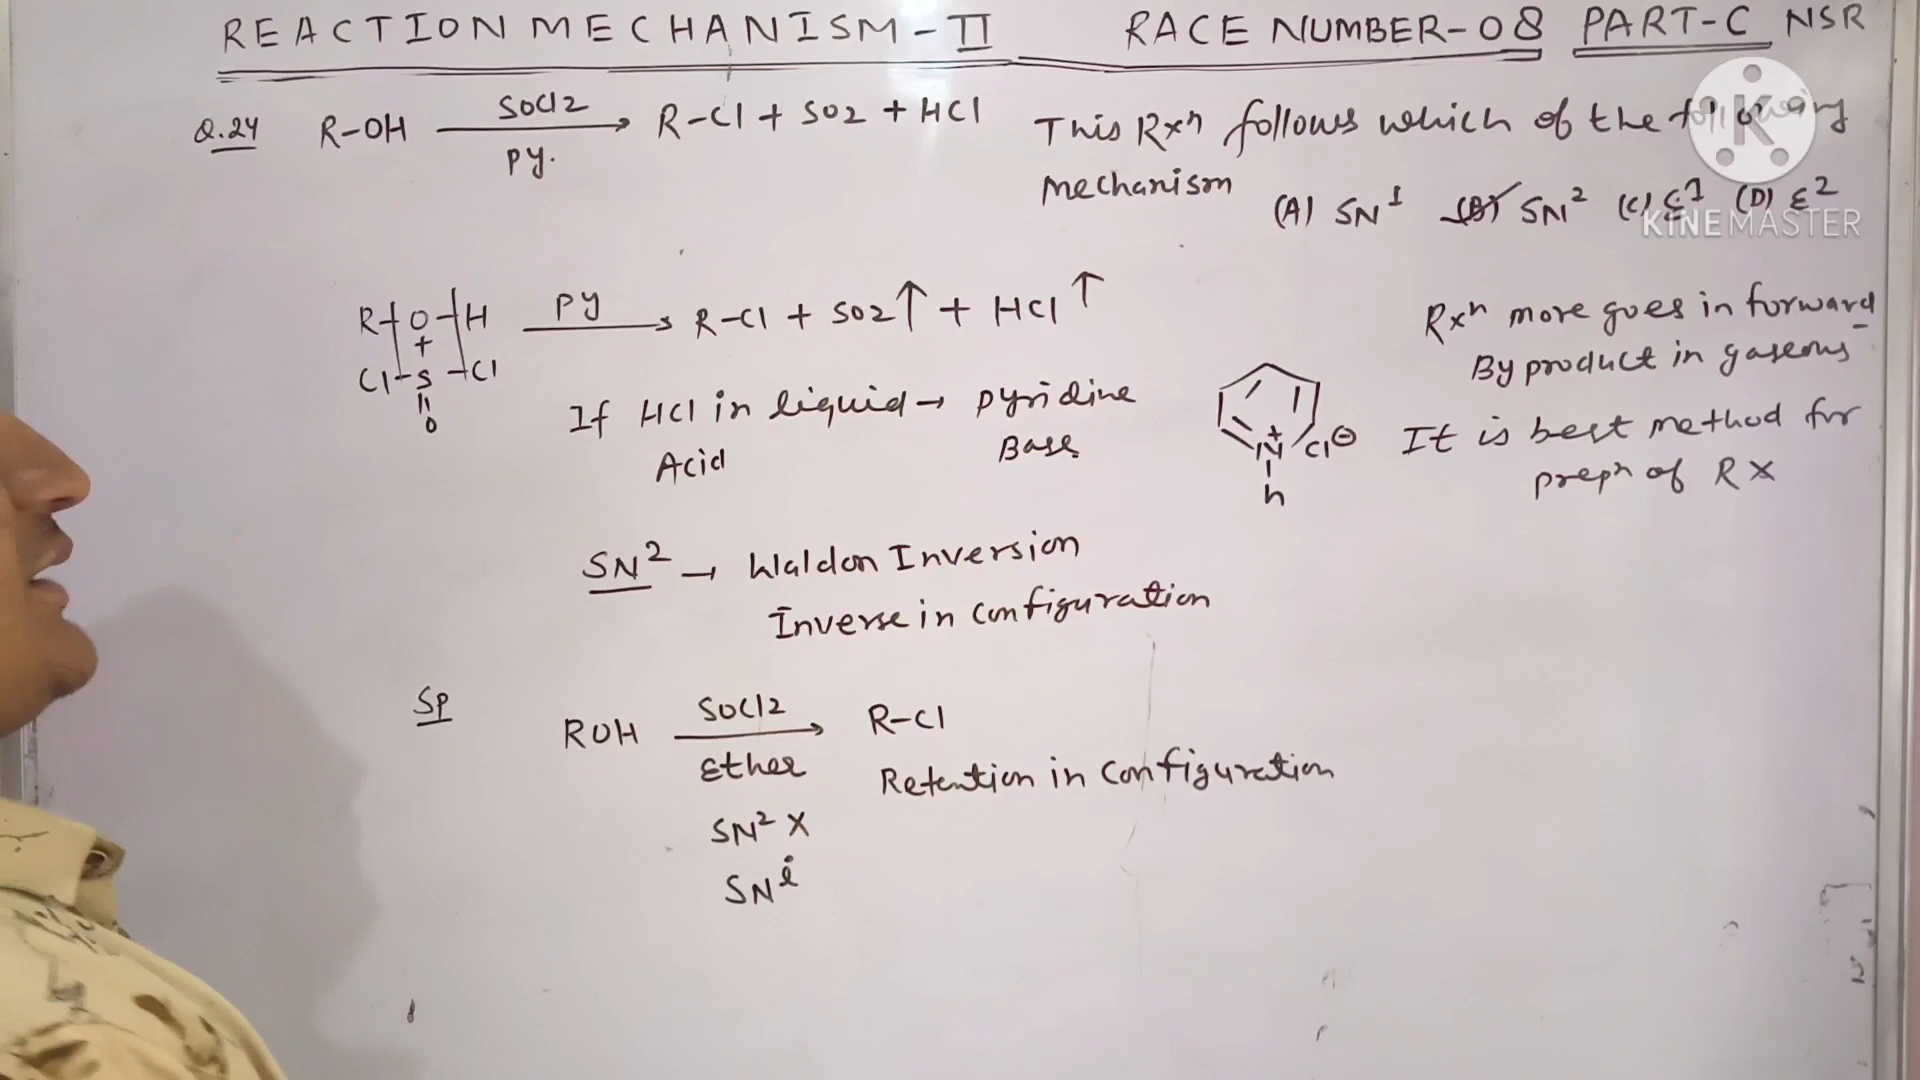 REACTION MECHANISM-II RACE NUMBER-08 PART-C NSR
Q.24 R-OH SOCl2 Py. R-Cl + SO2 + HCl This Rxn follows which of the following
Mechanism (A) SN1 (B) SN2 (C) E1 (D) E2
KINEMASTER
R-O-H Py R-Cl + SO2↑ + HCl↑
+
Cl-S-Cl
O
Rxn more goes in forward
By product in gaseous
If HCl in liquid → Pyridine
Acid Base
N+ Cl⊖
h
It is best method for
prepn of RX
SN2 → Waldon Inversion
Inverse in configuration
SP ROH SOCl2 R-Cl
Ether Retention in configuration
SN2 X
SNi